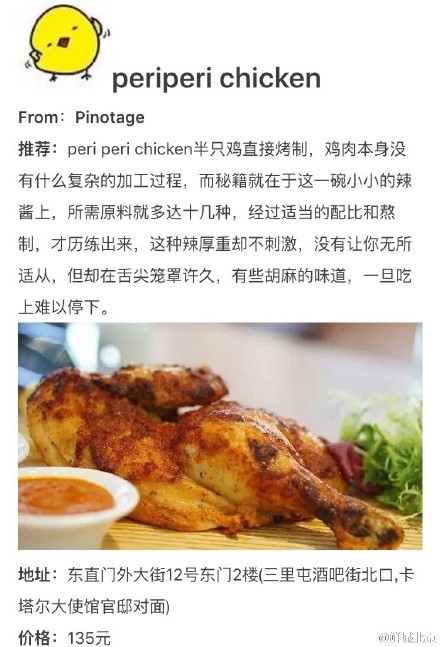 periperi chicken
From：Pinotage
推荐：peri peri chicken半只鸡直接烤制，鸡肉本身没
有什么复杂的加工过程，而秘籍就在于这一碗小小的辣
酱上，所需原料就多达十几种，经过适当的配比和熬
制，才历练出来，这种辣厚重却不刺激，没有让你无所
适从，但却在舌尖笼罩许久，有些胡麻的味道，一旦吃
上难以停下。
地址：东直门外大街12号东门2楼(三里屯酒吧街北口,卡
塔尔大使馆官邸对面)
价格：135元